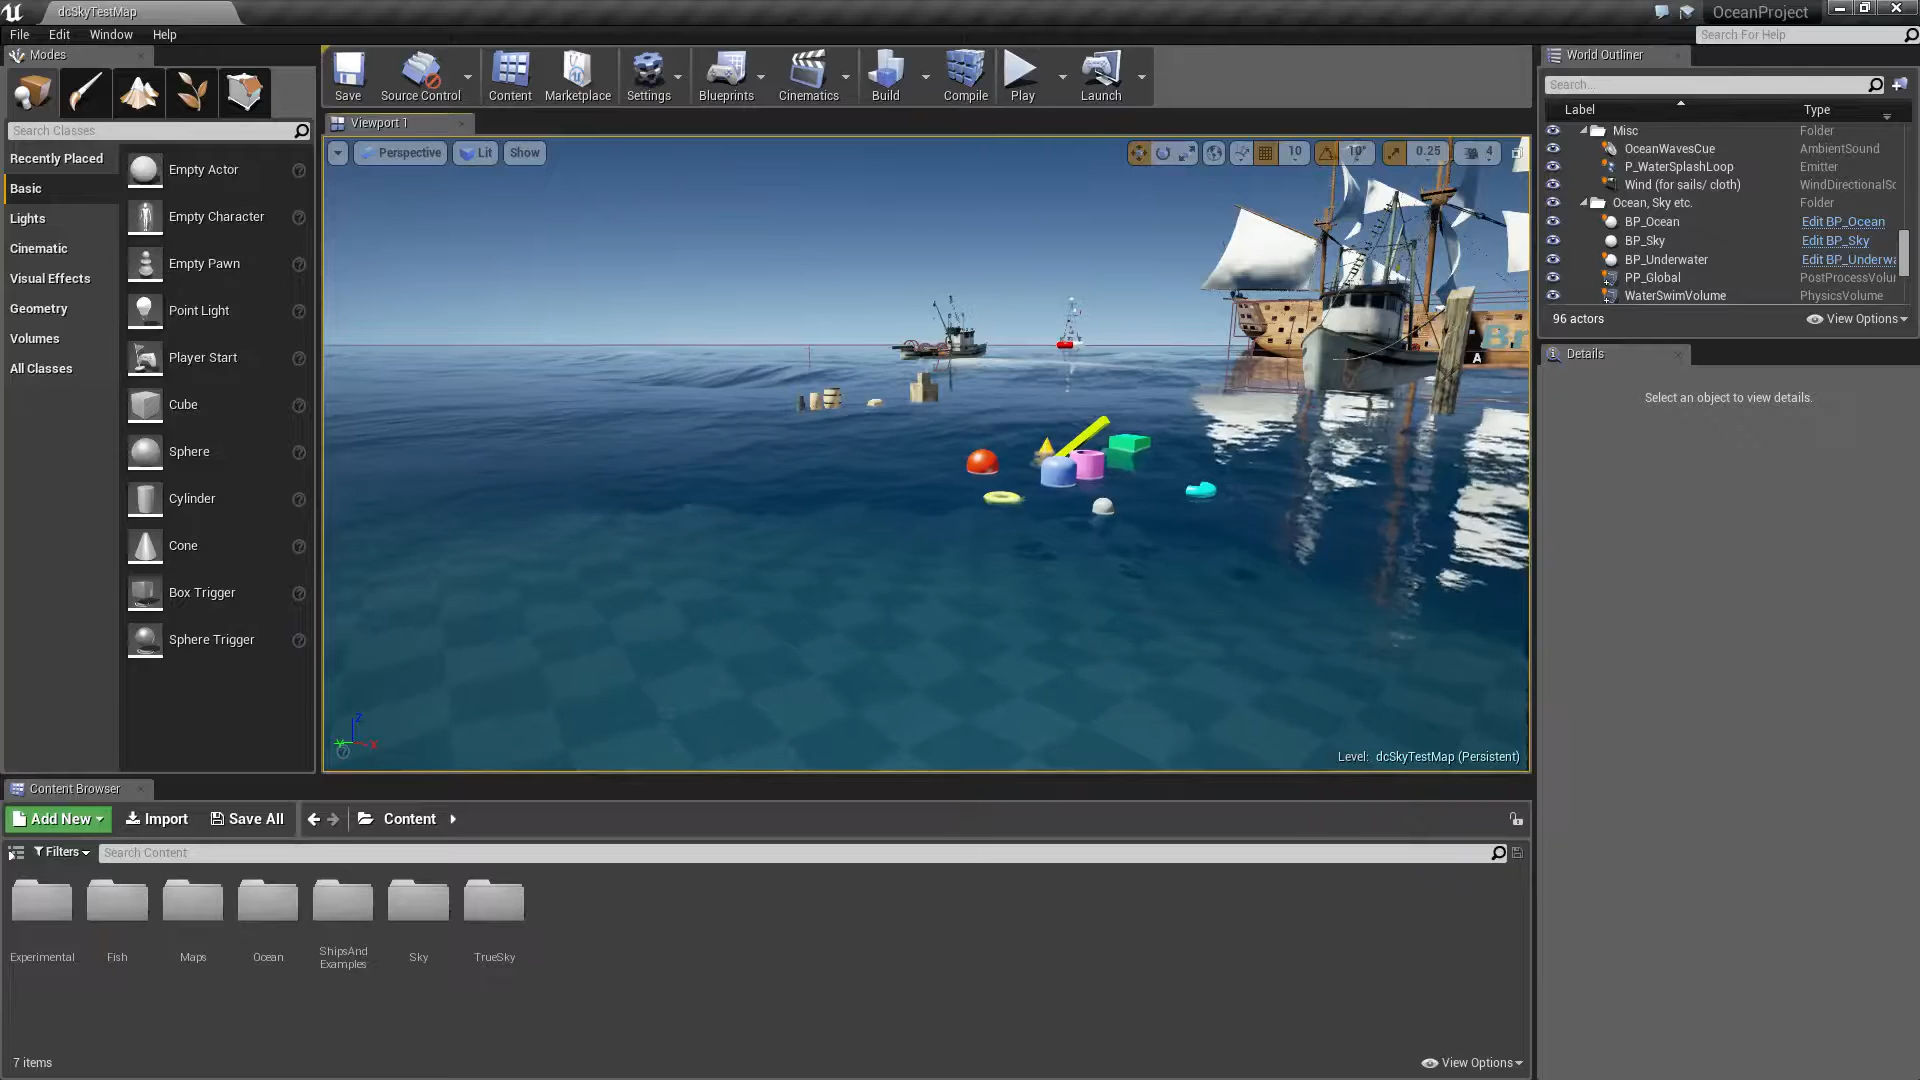 dcSkyTestMap
OceanProject
File Edit Window Help
Search For Help
Modes
Search Classes
Recently Placed
Basic
Lights
Cinematic
Visual Effects
Geometry
Volumes
All Classes
Empty Actor
Empty Character
Empty Pawn
Point Light
Player Start
Cube
Sphere
Cylinder
Cone
Box Trigger
Sphere Trigger
Save Source Control Content Marketplace Settings Blueprints Cinematics Build Compile Play Launch
Viewport 1
Perspective Lit Show
10 10° 0.25 4
Br
A
Level: dcSkyTestMap (Persistent)
World Outliner
Search...
Label Type
Misc Folder
OceanWavesCue AmbientSound
P_WaterSplashLoop Emitter
Wind (for sails/ cloth) WindDirectionalSc
Ocean, Sky etc. Folder
BP_Ocean Edit BP_Ocean
BP_Sky Edit BP_Sky
BP_Underwater Edit BP_Underwa
PP_Global PostProcessVolur
WaterSwimVolume PhysicsVolume
96 actors View Options
Details
Select an object to view details.
Content Browser
Add New Import Save All Content
Filters Search Content
Experimental
Fish
Maps
Ocean
ShipsAnd
Examples
Sky
TrueSky
7 items View Options
Z
Y X